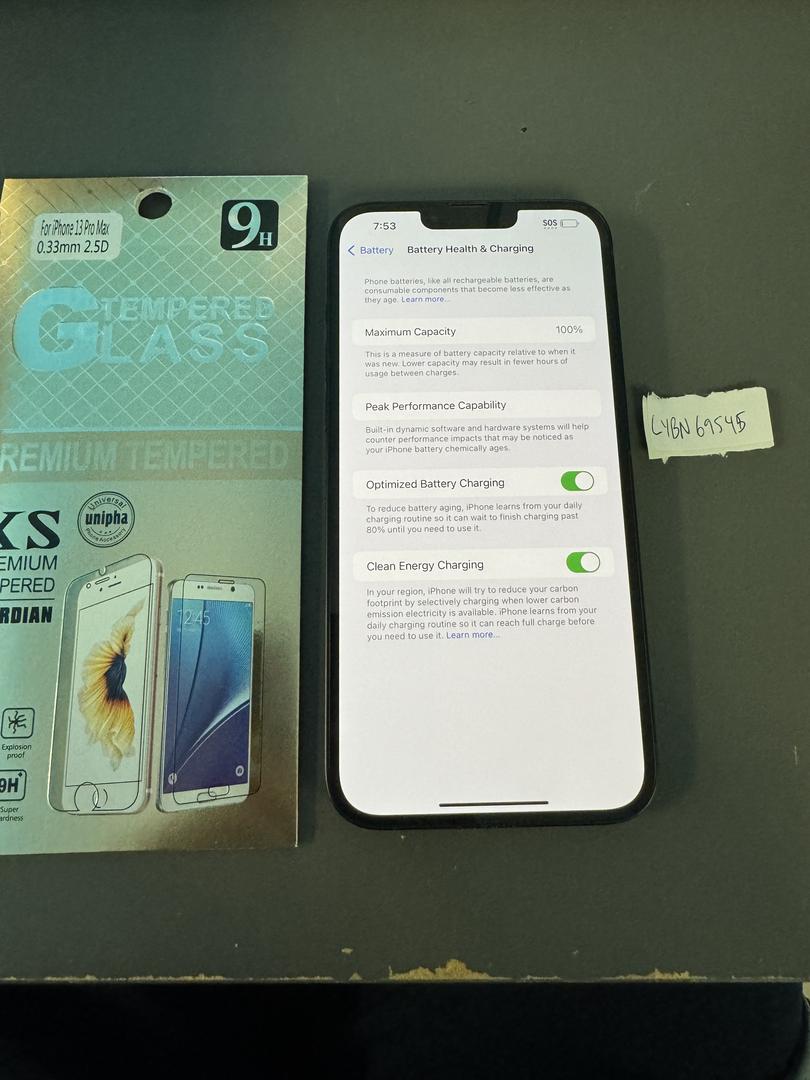 For iPhone 13 Pro Max
0.33mm 2.5D
9H
TEMPERED
GLASS
REMIUM TEMPERED
XS
EMIUM
PERED
RDIAN
Universal
unipha
Phone Accessories
12:45
Explosion
proof
9H+
Super
ardness
7:53
SOS
Battery
Battery Health & Charging
Phone batteries, like all rechargeable batteries, are
consumable components that become less effective as
they age. Learn more...
Maximum Capacity 100%
This is a measure of battery capacity relative to when it
was new. Lower capacity may result in fewer hours of
usage between charges.
Peak Performance Capability
Built-in dynamic software and hardware systems will help
counter performance impacts that may be noticed as
your iPhone battery chemically ages.
Optimized Battery Charging
To reduce battery aging, iPhone learns from your daily
charging routine so it can wait to finish charging past
80% until you need to use it.
Clean Energy Charging
In your region, iPhone will try to reduce your carbon
footprint by selectively charging when lower carbon
emission electricity is available. iPhone learns from your
daily charging routine so it can reach full charge before
you need to use it. Learn more...